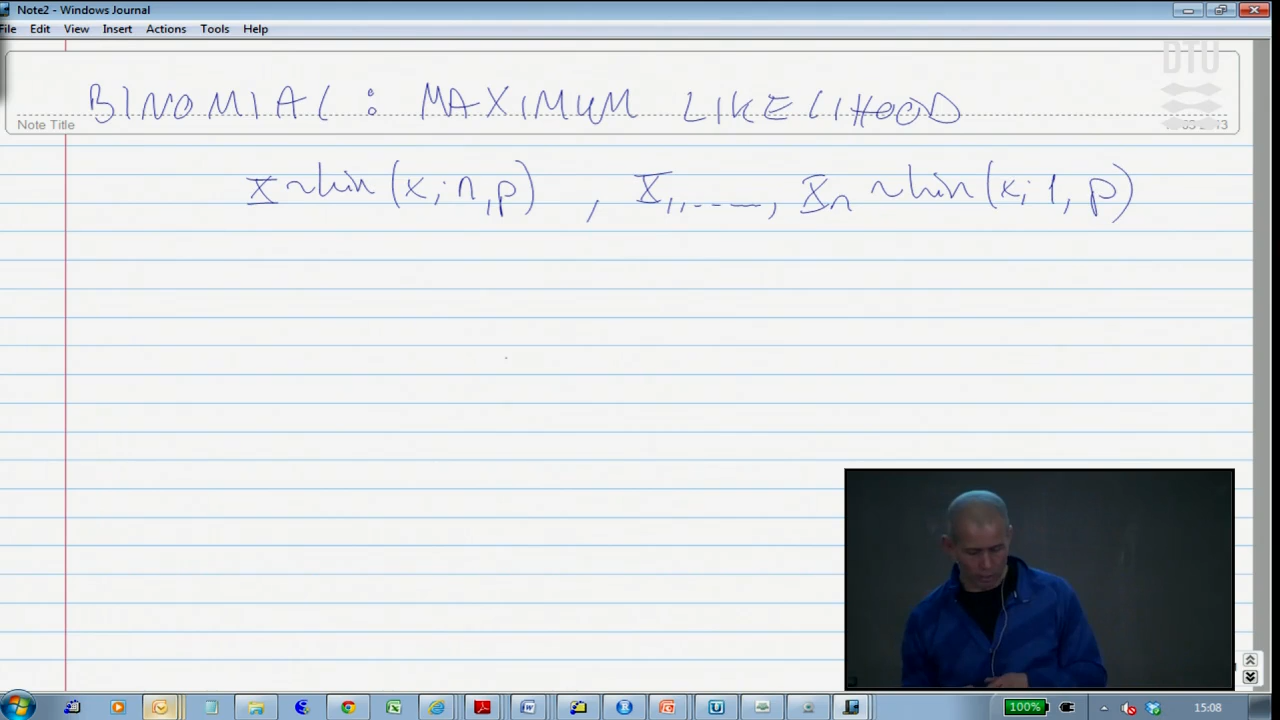 Note2 - Windows Journal
File Edit View Insert Actions Tools Help
DTU
BINOMIAL : MAXIMUM LIKELIHOOD
Note Title
X ~ bin(x; n, p) , X1, ..., Xn ~ bin(x; 1, p)
100% 15:08